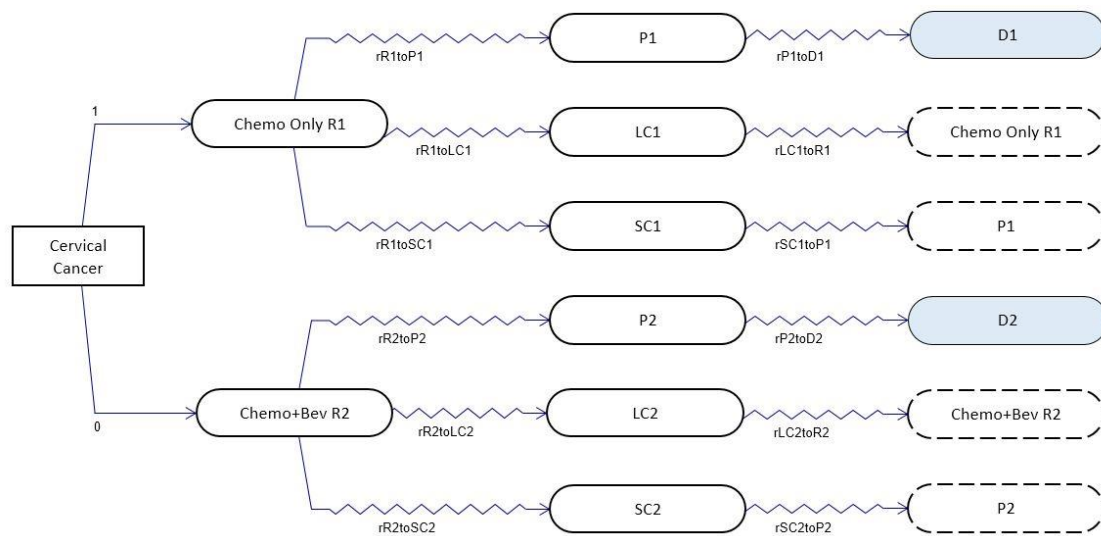 P1
D1
rR1toP1
rP1toD1
1
Chemo Only R1
LC1
Chemo Only R1
rR1toLC1
rLC1toR1
SC1
P1
rR1toSC1
rSC1toP1
Cervical
Cancer
P2
D2
rR2toP2
rP2toD2
Chemo+Bev R2
LC2
Chemo+Bev R2
0
rR2toLC2
rLC2toR2
SC2
P2
rR2toSC2
rSC2toP2